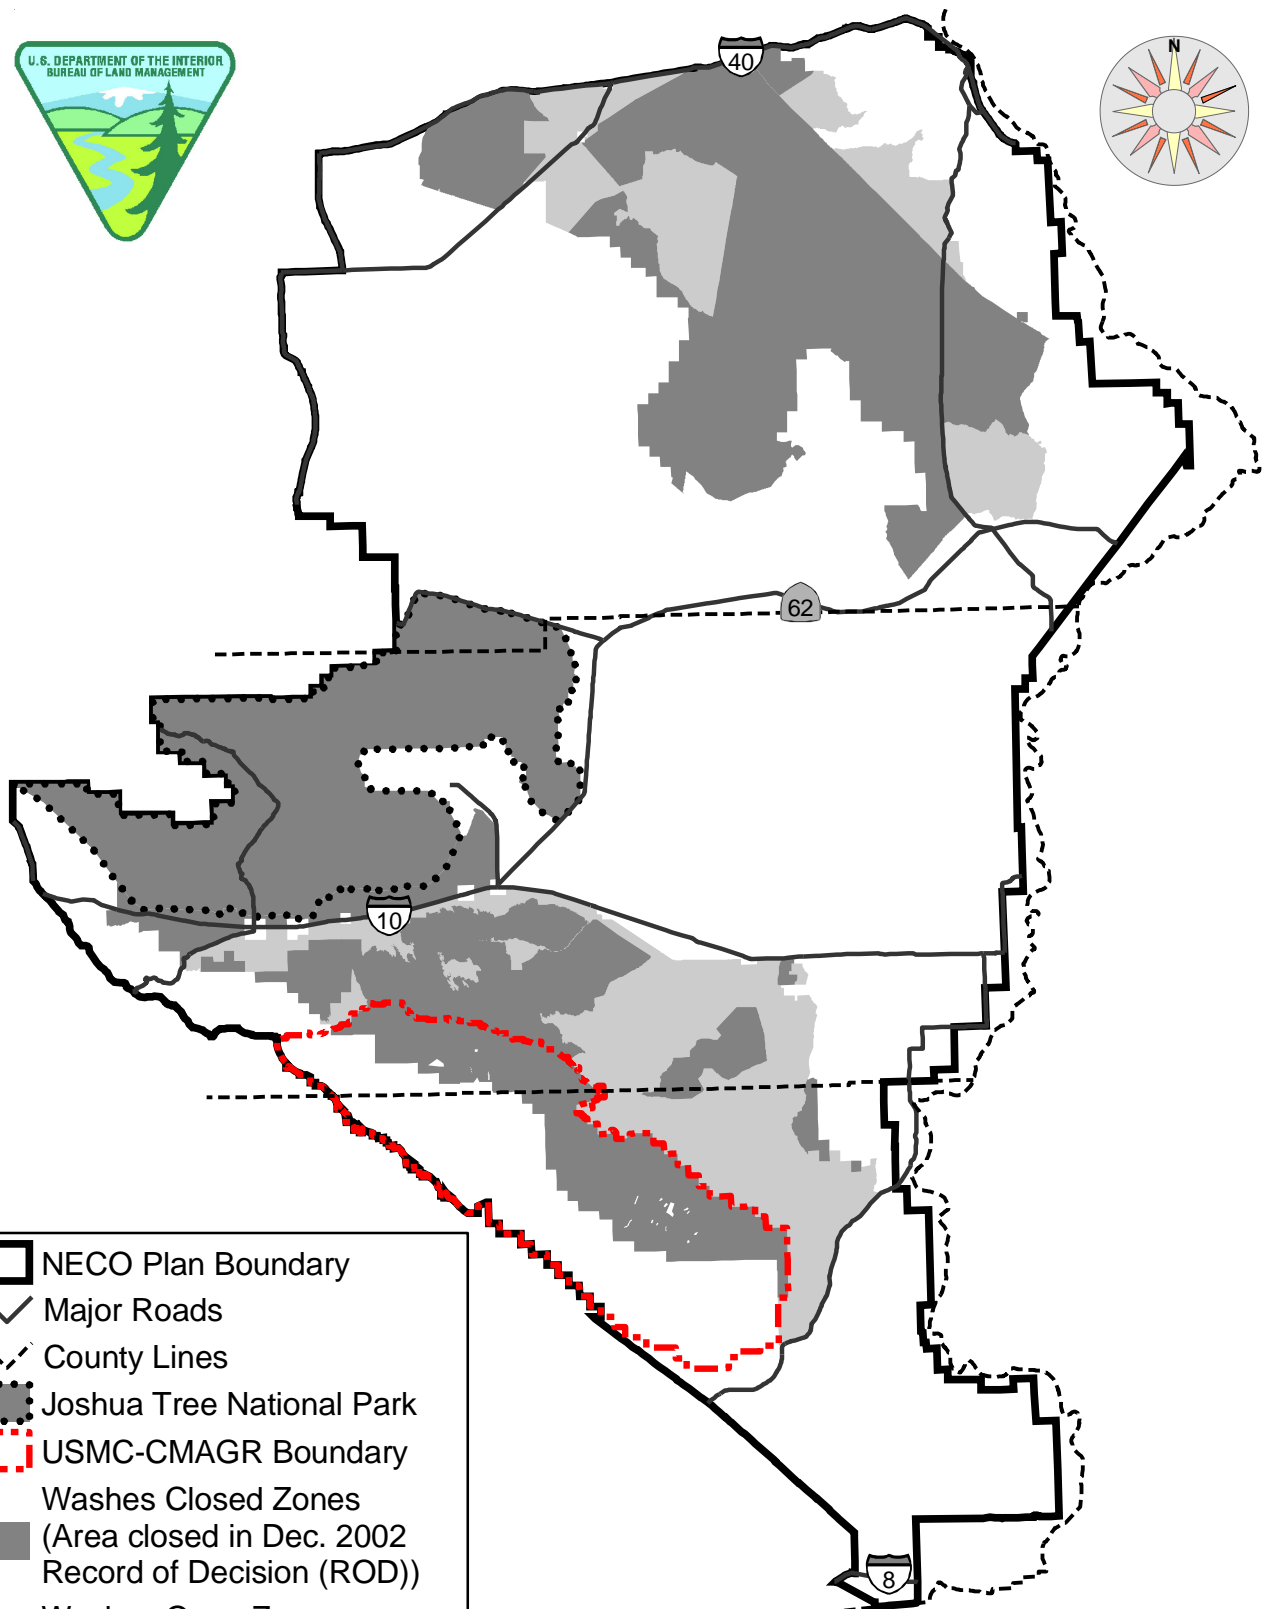 U.S. DEPARTMENT OF THE INTERIOR
BUREAU OF LAND MANAGEMENT
N
40
62
10
8
NECO Plan Boundary
Major Roads
County Lines
Joshua Tree National Park
USMC-CMAGR Boundary
Washes Closed Zones
(Area closed in Dec. 2002
Record of Decision (ROD))